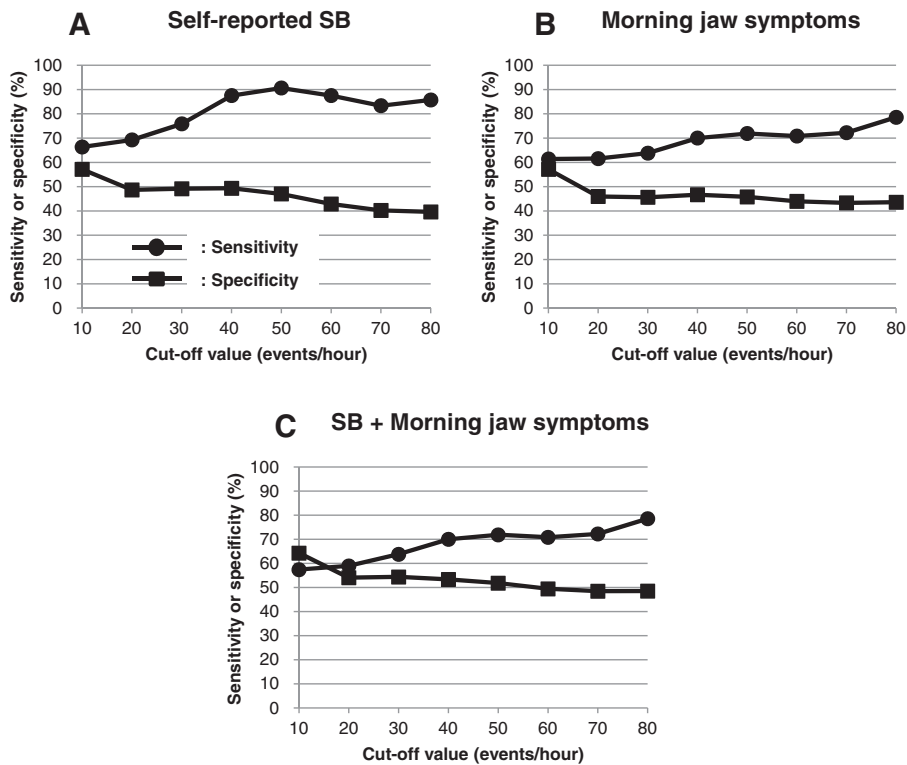 A Self-reported SB
Sensitivity or specificity (%)
100
90
80
70
60
50
40
30
20
10
0
: Sensitivity
: Specificity
10 20 30 40 50 60 70 80
Cut-off value (events/hour)
B Morning jaw symptoms
Sensitivity or specificity (%)
100
90
80
70
60
50
40
30
20
10
0
10 20 30 40 50 60 70 80
Cut-off value (events/hour)
C SB + Morning jaw symptoms
Sensitivity or specificity (%)
100
90
80
70
60
50
40
30
20
10
0
10 20 30 40 50 60 70 80
Cut-off value (events/hour)